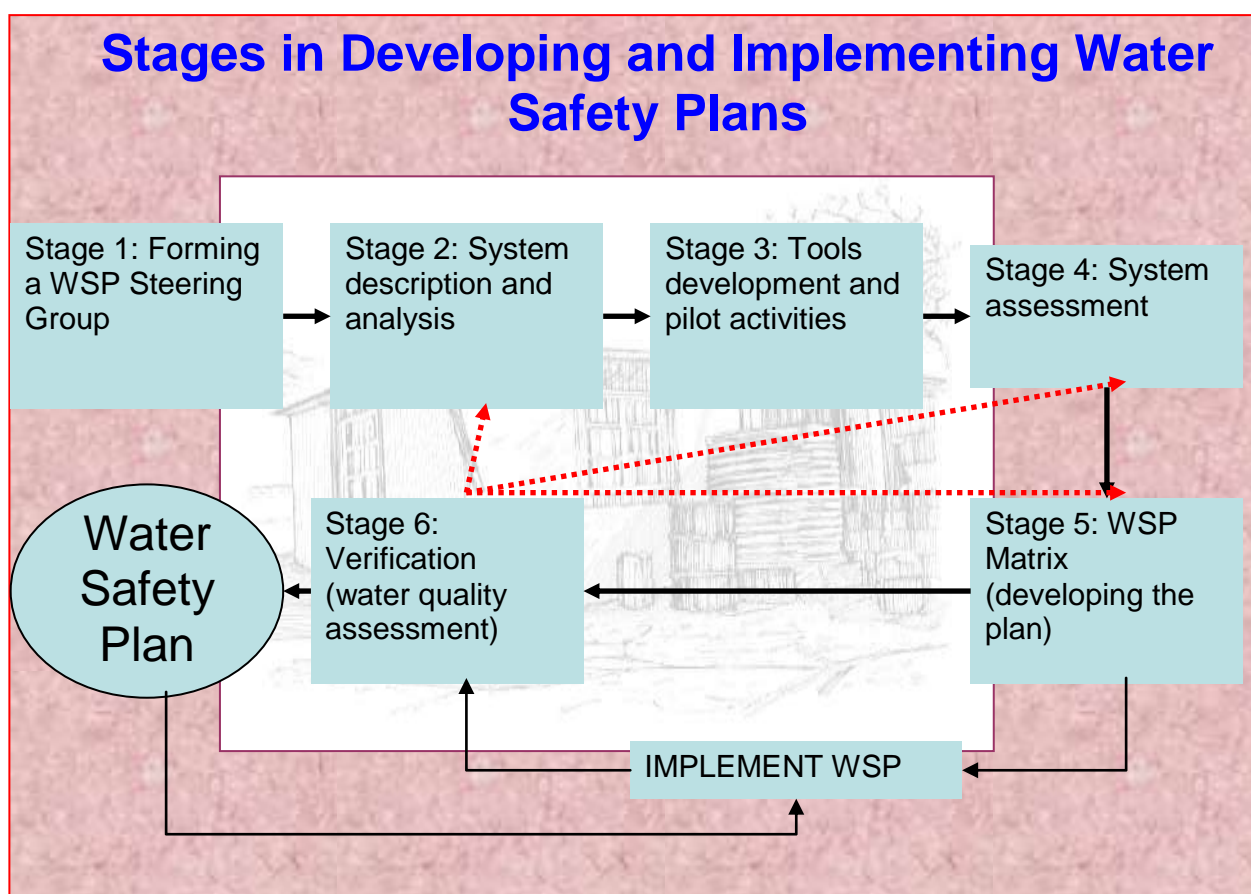 Stages in Developing and Implementing Water
Safety Plans
Stage 1: Forming
a WSP Steering
Group
Stage 2: System
description and
analysis
Stage 3: Tools
development and
pilot activities
Stage 4: System
assessment
Stage 5: WSP
Matrix
(developing the
plan)
Stage 6:
Verification
(water quality
assessment)
Water
Safety
Plan
IMPLEMENT WSP